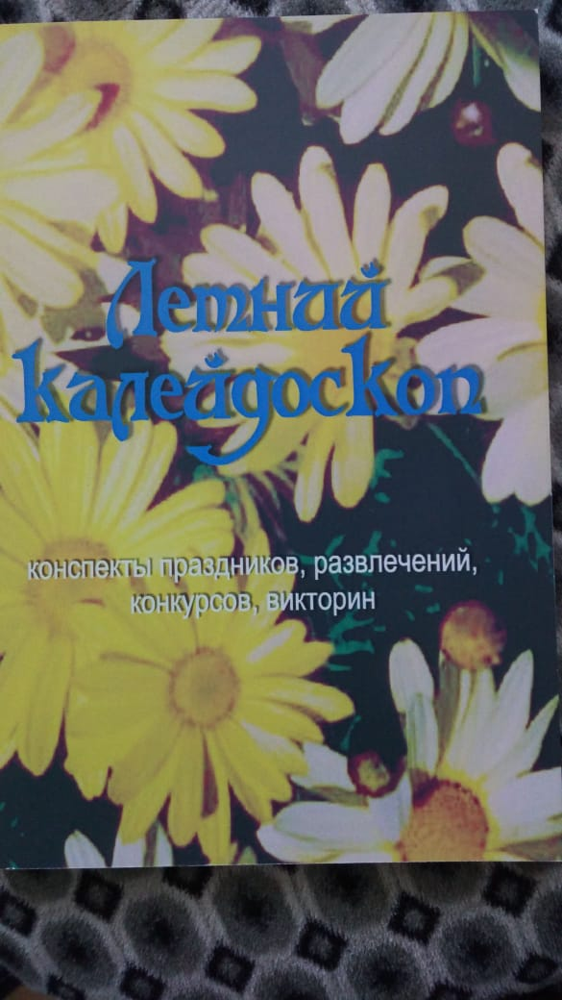 Летний
калейдоскоп
конспекты праздников, развлечений,
конкурсов, викторин